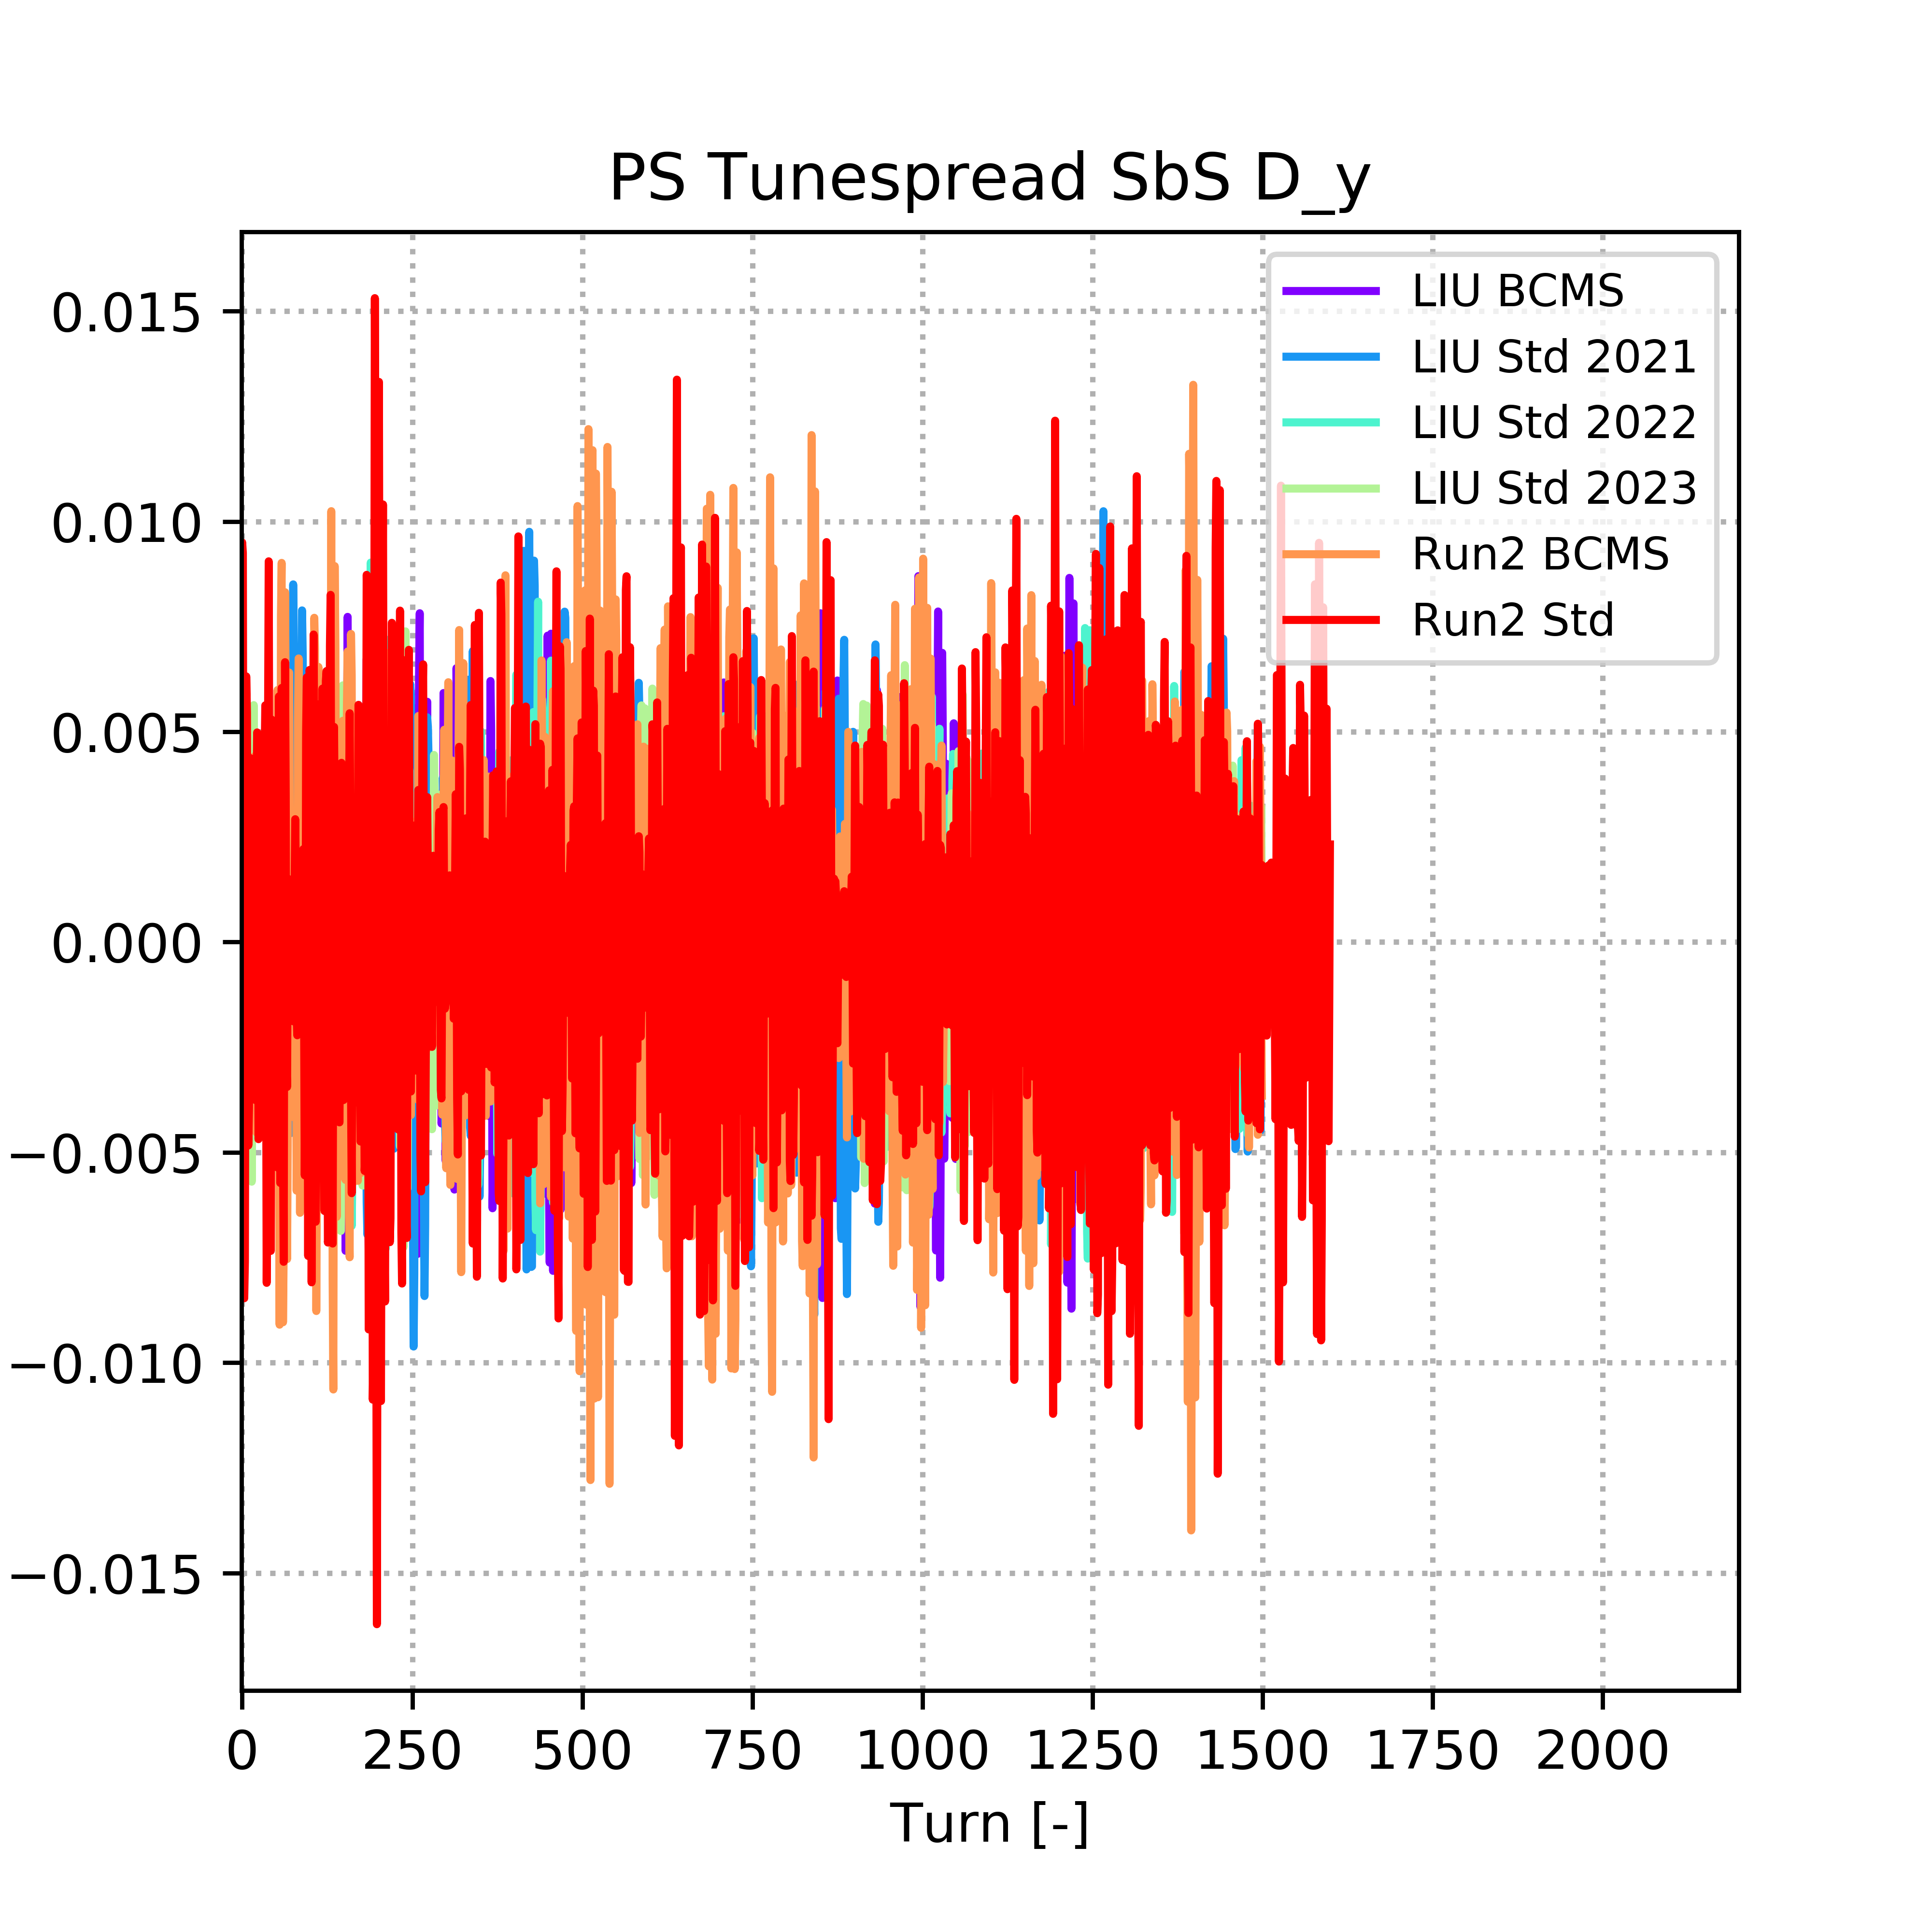 PS Tunespread SbS D_y
0.015
0.010
0.005
0.000
−0.005
−0.010
−0.015
LIU BCMS
LIU Std 2021
LIU Std 2022
LIU Std 2023
Run2 BCMS
Run2 Std
0 250 500 750 1000 1250 1500 1750 2000
Turn [-]